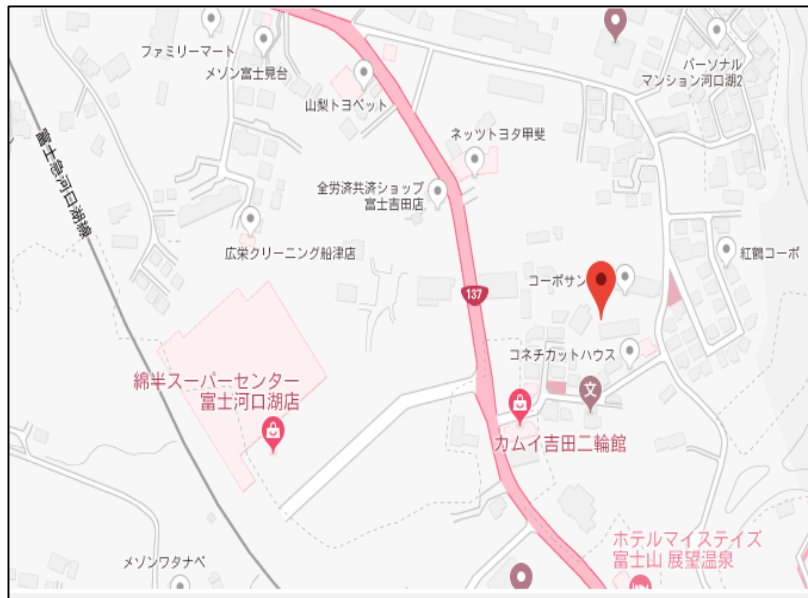 ファミリーマート
メゾン富士見台
パーソナル
マンション河口湖2
山梨トヨペット
ネッツトヨタ甲斐
富士急河口湖線
全労済共済ショップ
富士吉田店
広栄クリーニング船津店
紅鶴コーポ
コーポサン
137
コネチカットハウス
綿半スーパーセンター
富士河口湖店
文
カムイ吉田二輪館
ホテルマイステイズ
富士山 展望温泉
メゾンワタナベ